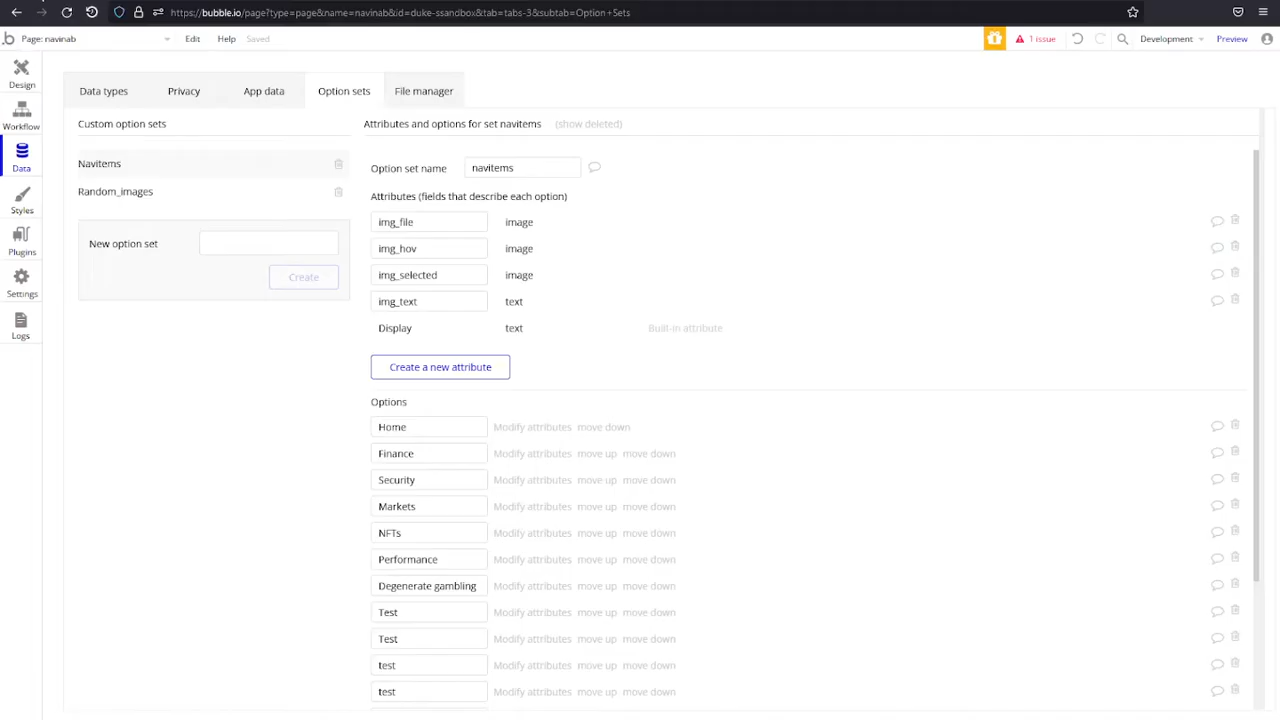 https://bubble.io/page?type=page&name=navinab&id=duke-ssandbox&tab=tabs-3&subtab=Option+Sets
Page: navinab
Edit
Help
Saved
1 issue
Development
Preview
Design
Workflow
Data
Styles
Plugins
Settings
Logs
Data types
Privacy
App data
Option sets
File manager
Custom option sets
Navitems
Random_images
New option set
Create
Attributes and options for set navitems (show deleted)
Option set name navitems
Attributes (fields that describe each option)
img_file image
img_hov image
img_selected image
img_text text
Display text Built-in attribute
Create a new attribute
Options
Home Modify attributes move down
Finance Modify attributes move up move down
Security Modify attributes move up move down
Markets Modify attributes move up move down
NFTs Modify attributes move up move down
Performance Modify attributes move up move down
Degenerate gambling Modify attributes move up move down
Test Modify attributes move up move down
Test Modify attributes move up move down
test Modify attributes move up move down
test Modify attributes move up move down